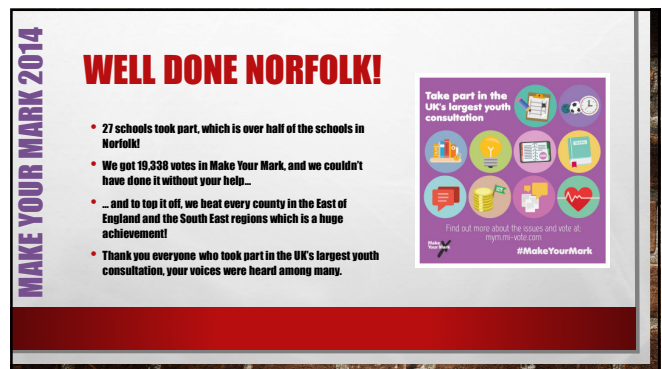 MAKE YOUR MARK 2014
WELL DONE NORFOLK!
• 27 schools took part, which is over half of the schools in
Norfolk!
• We got 19,338 votes in Make Your Mark, and we couldn't
have done it without your help...
• ... and to top it off, we beat every county in the East of
England and the South East regions which is a huge
achievement!
• Thank you everyone who took part in the UK's largest youth
consultation, your voices were heard among many.
Take part in the
UK's largest youth
consultation
Find out more about the issues and vote at:
mym.mi-vote.com
Make
Your Mark
#MakeYourMark